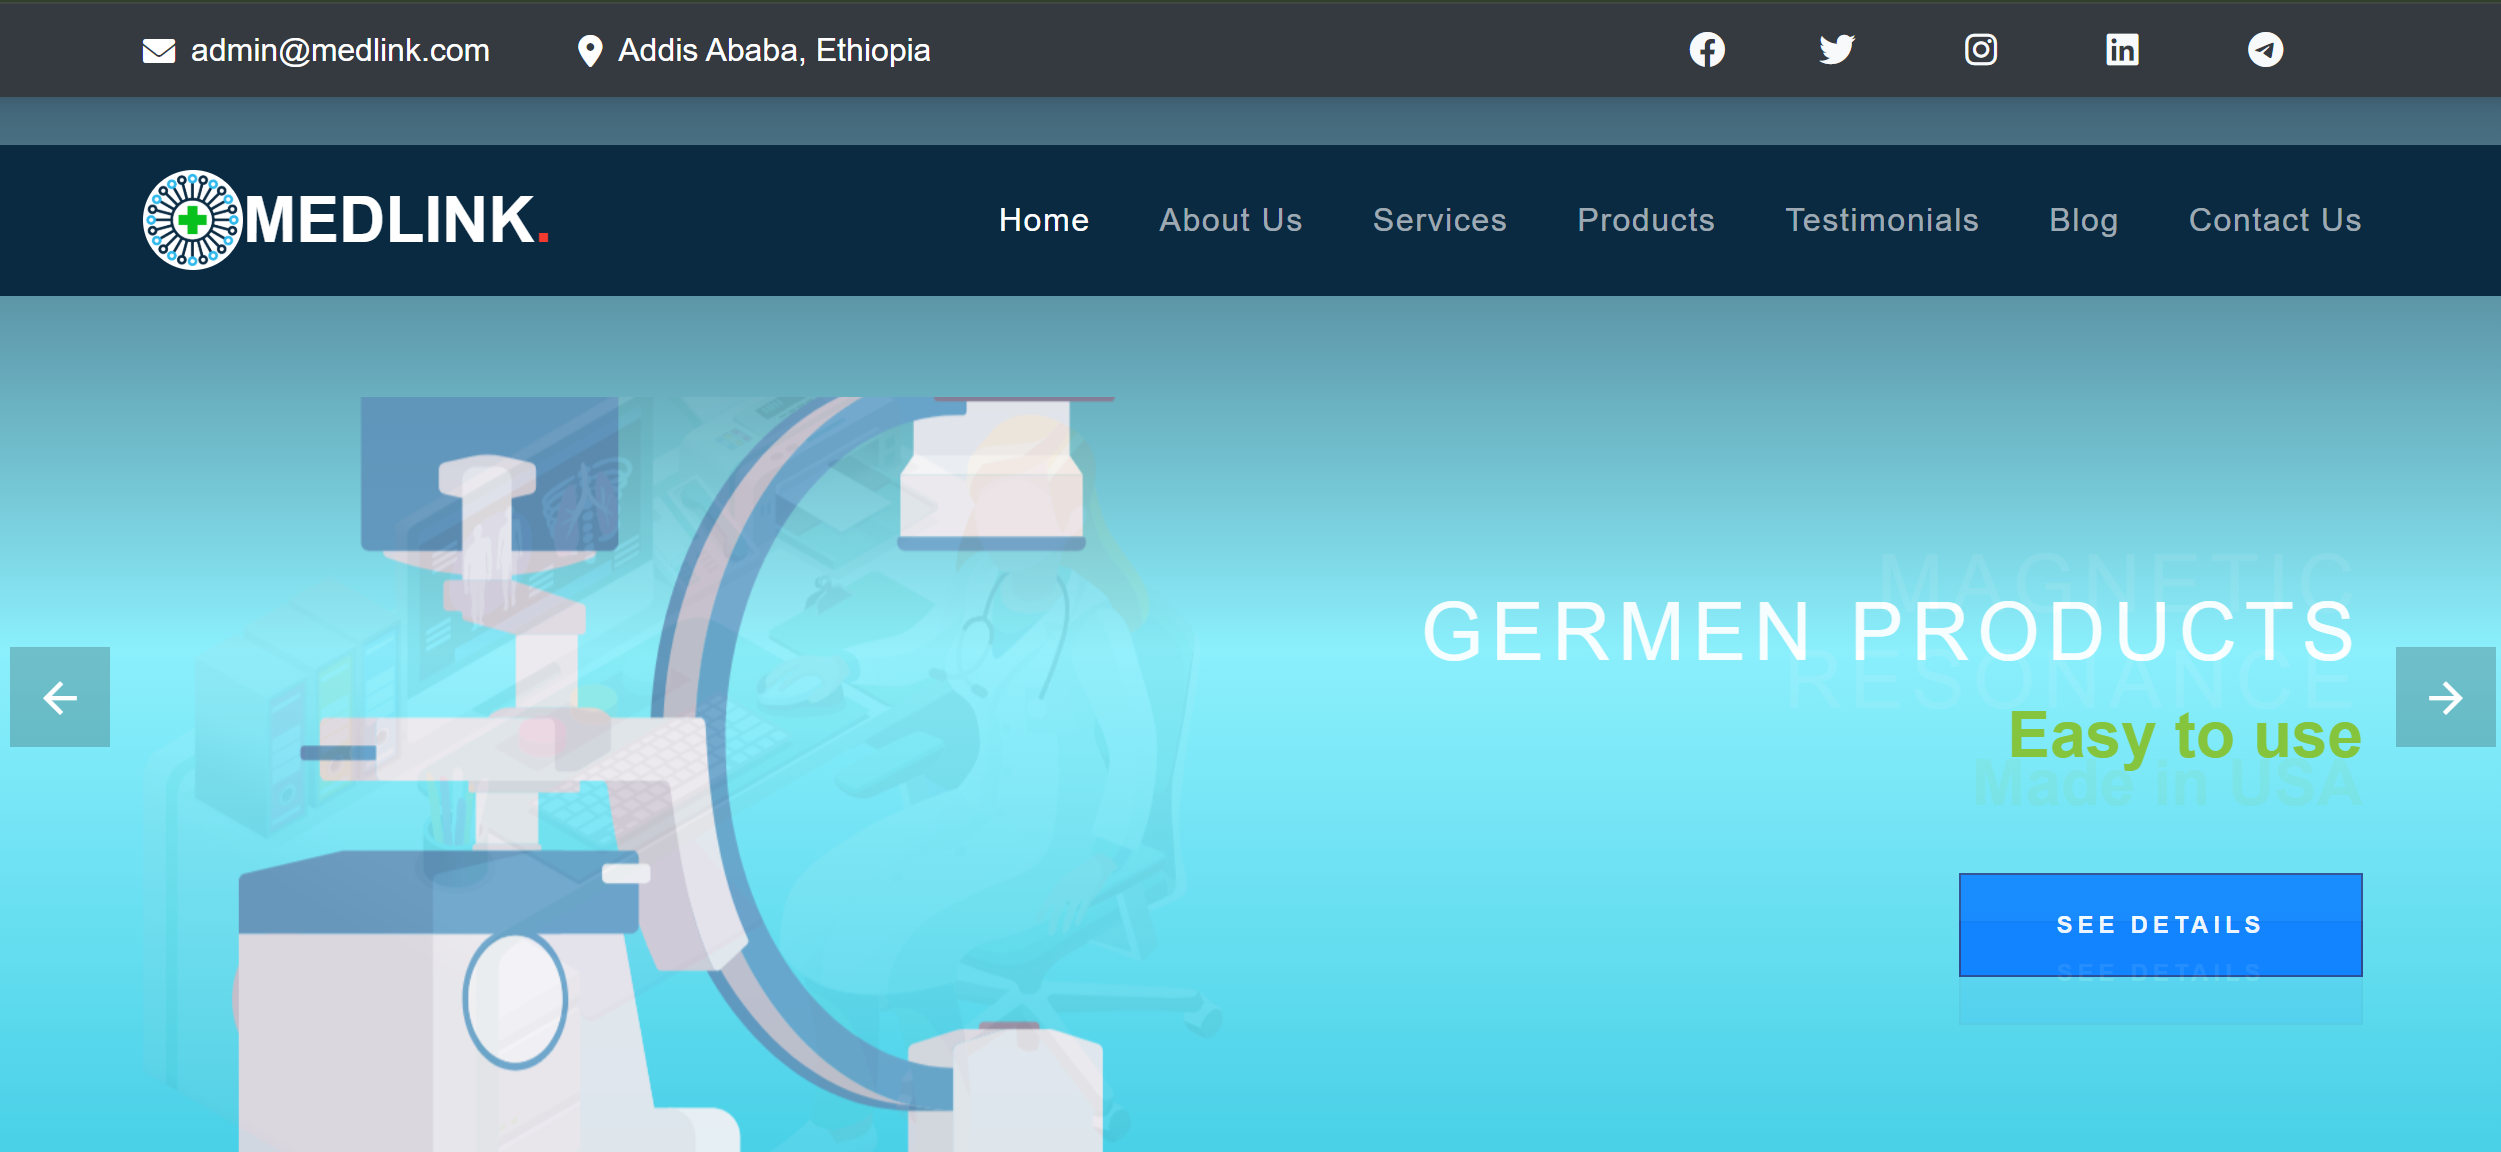 admin@medlink.com
Addis Ababa, Ethiopia
MEDLINK.
Home
About Us
Services
Products
Testimonials
Blog
Contact Us
MAGNETIC
GERMEN PRODUCTS
RESONANCE
Easy to use
Made in USA
SEE DETAILS
SEE DETAILS